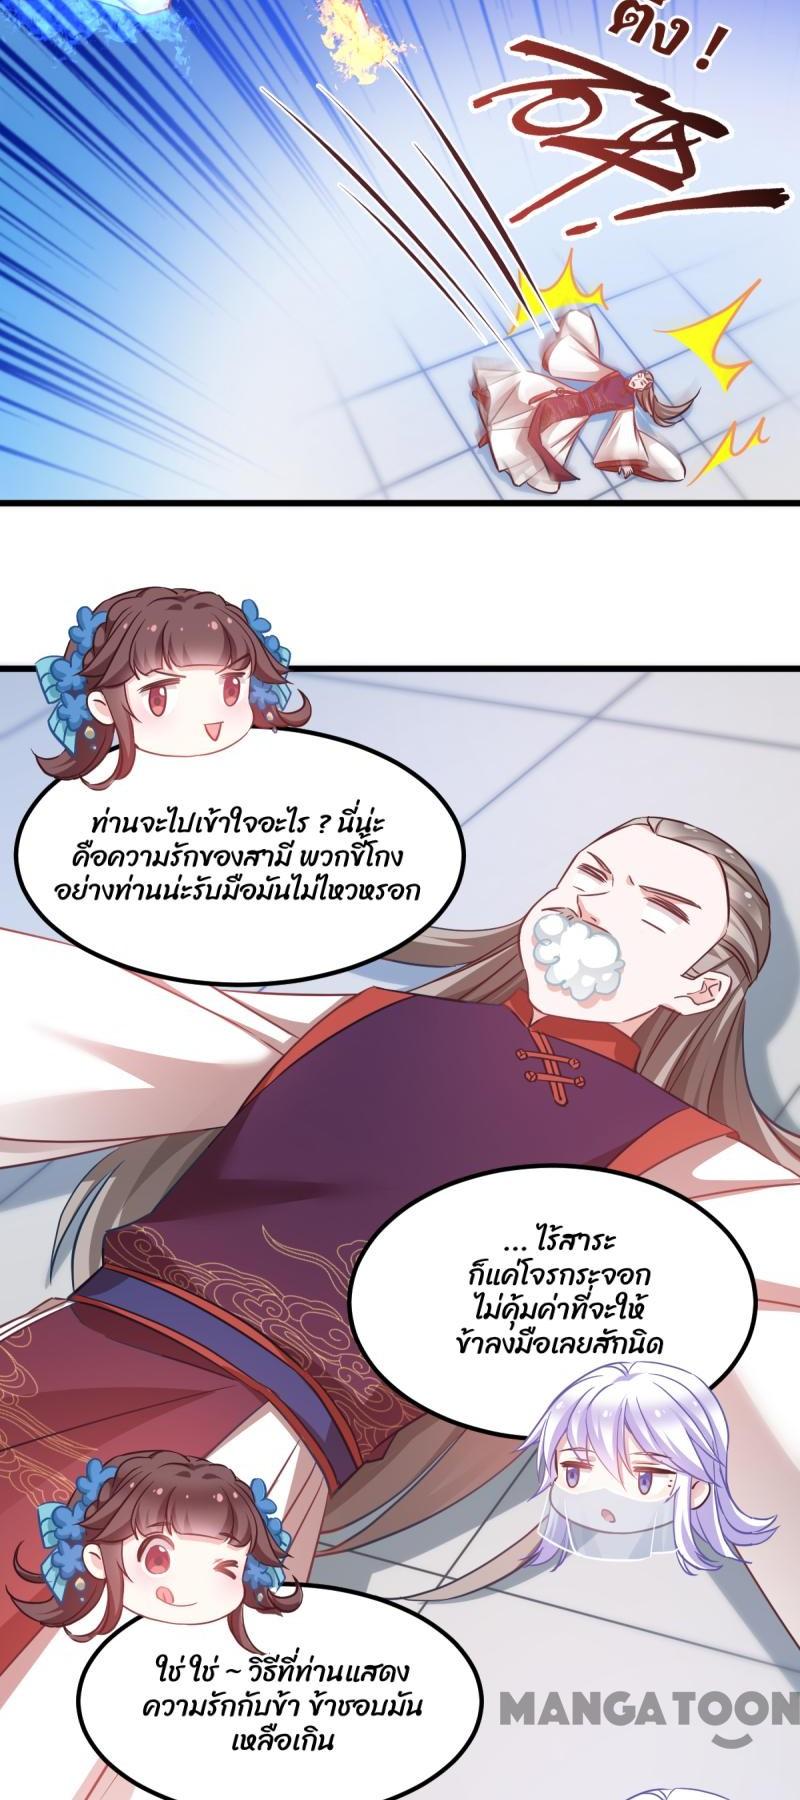 ตึง !
ท่านจะไปเข้าใจอะไร ? นี่น่ะ
คือความรักของสามี พวกขี้โกง
อย่างท่านน่ะรับมือมันไม่ไหวหรอก
... ไร้สาระ
ก็แค่โจรกระจอก
ไม่คุ้มค่าที่จะให้
ข้าลงมือเลยสักนิด
ใช่ ใช่ ~ วิธีที่ท่านแสดง
ความรักกับข้า ข้าชอบมัน
เหลือเกิน
MANGATOON